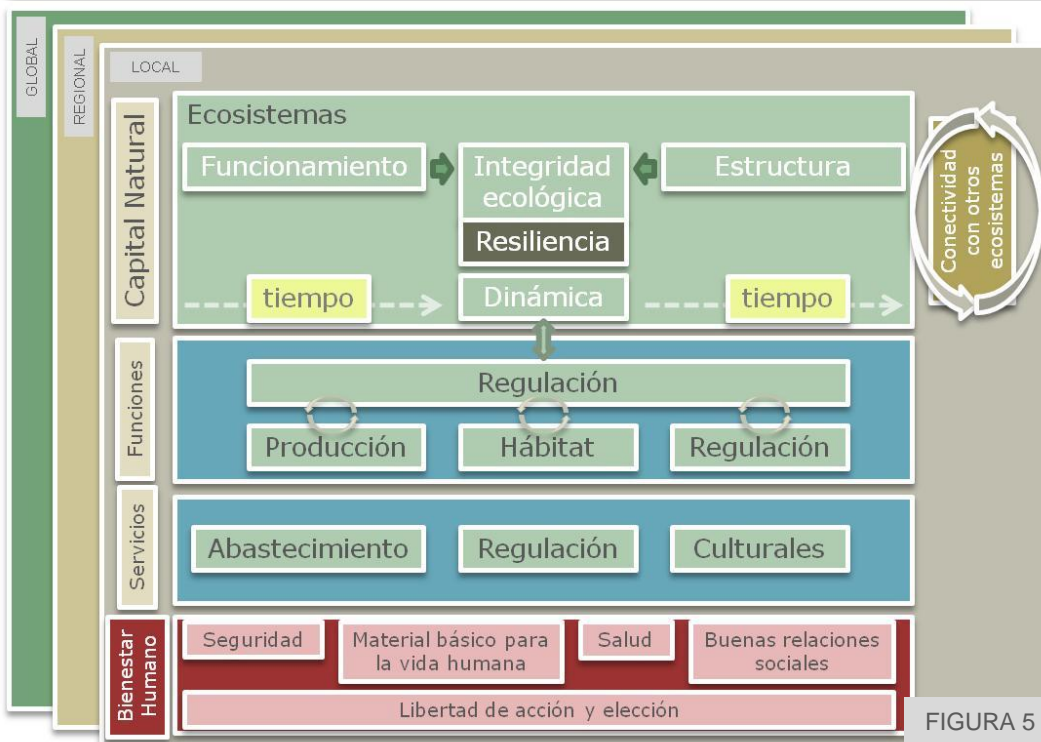 GLOBAL
REGIONAL
LOCAL
Capital Natural
Ecosistemas
Funcionamiento
Integridad
ecológica
Estructura
Resiliencia
tiempo
Dinámica
tiempo
Conectividad
con otros
ecosistemas
Funciones
Regulación
Producción
Hábitat
Regulación
Servicios
Abastecimiento
Regulación
Culturales
Bienestar
Humano
Seguridad
Material básico para
la vida humana
Salud
Buenas relaciones
sociales
Libertad de acción y elección
FIGURA 5